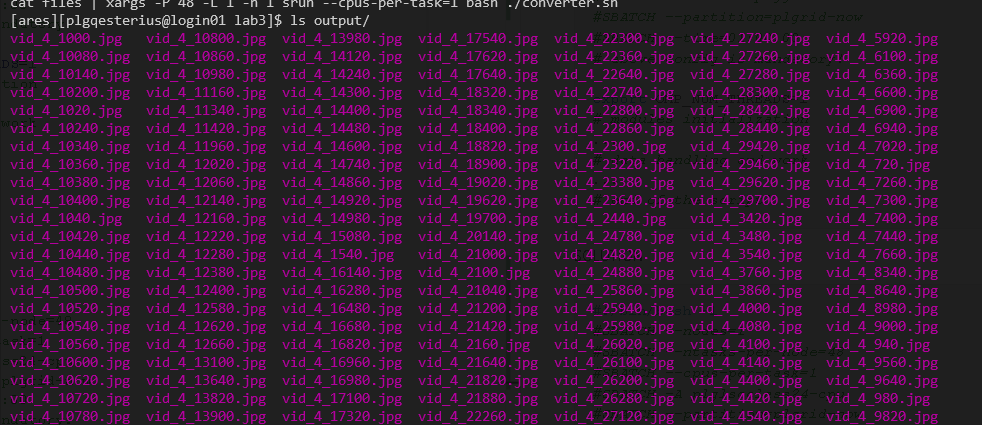 cat files | xargs -P 48 -L 1 -n 1 srun --cpus-per-task=1 bash ./converter.sh
#SBATCH --partition=plgrid-now
[ares][plgqesterius@login01 lab3]$ ls output/
vid_4_1000.jpg vid_4_10800.jpg vid_4_13980.jpg vid_4_17540.jpg vid_4_22300.jpg vid_4_27240.jpg vid_4_5920.jpg
vid_4_10080.jpg vid_4_10860.jpg vid_4_14120.jpg vid_4_17620.jpg vid_4_22360.jpg vid_4_27260.jpg vid_4_6100.jpg
vid_4_10140.jpg vid_4_10980.jpg vid_4_14240.jpg vid_4_17640.jpg vid_4_22640.jpg vid_4_27280.jpg vid_4_6360.jpg
vid_4_10200.jpg vid_4_11160.jpg vid_4_14300.jpg vid_4_18320.jpg vid_4_22740.jpg vid_4_28300.jpg vid_4_6600.jpg
vid_4_1020.jpg vid_4_11340.jpg vid_4_14400.jpg vid_4_18340.jpg vid_4_22800.jpg vid_4_28420.jpg vid_4_6900.jpg
vid_4_10240.jpg vid_4_11420.jpg vid_4_14480.jpg vid_4_18400.jpg vid_4_22860.jpg vid_4_28440.jpg vid_4_6940.jpg
vid_4_10340.jpg vid_4_11960.jpg vid_4_14600.jpg vid_4_18820.jpg vid_4_2300.jpg vid_4_29420.jpg vid_4_7020.jpg
vid_4_10360.jpg vid_4_12020.jpg vid_4_14740.jpg vid_4_18900.jpg vid_4_23220.jpg vid_4_29460.jpg vid_4_720.jpg
vid_4_10380.jpg vid_4_12060.jpg vid_4_14860.jpg vid_4_19020.jpg vid_4_23380.jpg vid_4_29620.jpg vid_4_7260.jpg
vid_4_10400.jpg vid_4_12140.jpg vid_4_14920.jpg vid_4_19620.jpg vid_4_23640.jpg vid_4_29700.jpg vid_4_7300.jpg
vid_4_1040.jpg vid_4_12160.jpg vid_4_14980.jpg vid_4_19700.jpg vid_4_2440.jpg vid_4_3420.jpg vid_4_7400.jpg
vid_4_10420.jpg vid_4_12220.jpg vid_4_15080.jpg vid_4_20140.jpg vid_4_24780.jpg vid_4_3480.jpg vid_4_7440.jpg
vid_4_10440.jpg vid_4_12280.jpg vid_4_1540.jpg vid_4_21000.jpg vid_4_24820.jpg vid_4_3540.jpg vid_4_7660.jpg
vid_4_10480.jpg vid_4_12380.jpg vid_4_16140.jpg vid_4_2100.jpg vid_4_24880.jpg vid_4_3760.jpg vid_4_8340.jpg
vid_4_10500.jpg vid_4_12400.jpg vid_4_16280.jpg vid_4_21040.jpg vid_4_25260.jpg vid_4_3860.jpg vid_4_8640.jpg
vid_4_10520.jpg vid_4_12580.jpg vid_4_16480.jpg vid_4_21200.jpg vid_4_25940.jpg vid_4_4000.jpg vid_4_8980.jpg
vid_4_10540.jpg vid_4_12620.jpg vid_4_16680.jpg vid_4_21420.jpg vid_4_25980.jpg vid_4_4080.jpg vid_4_9000.jpg
vid_4_10560.jpg vid_4_12660.jpg vid_4_16820.jpg vid_4_2160.jpg vid_4_26020.jpg vid_4_4100.jpg vid_4_940.jpg
vid_4_10600.jpg vid_4_13100.jpg vid_4_16960.jpg vid_4_21640.jpg vid_4_26100.jpg vid_4_4140.jpg vid_4_9560.jpg
vid_4_10620.jpg vid_4_13640.jpg vid_4_16980.jpg vid_4_21820.jpg vid_4_26200.jpg vid_4_4400.jpg vid_4_9640.jpg
vid_4_10720.jpg vid_4_13820.jpg vid_4_17100.jpg vid_4_21880.jpg vid_4_26280.jpg vid_4_4420.jpg vid_4_980.jpg
vid_4_10780.jpg vid_4_13900.jpg vid_4_17320.jpg vid_4_22260.jpg vid_4_27120.jpg vid_4_4540.jpg vid_4_9820.jpg